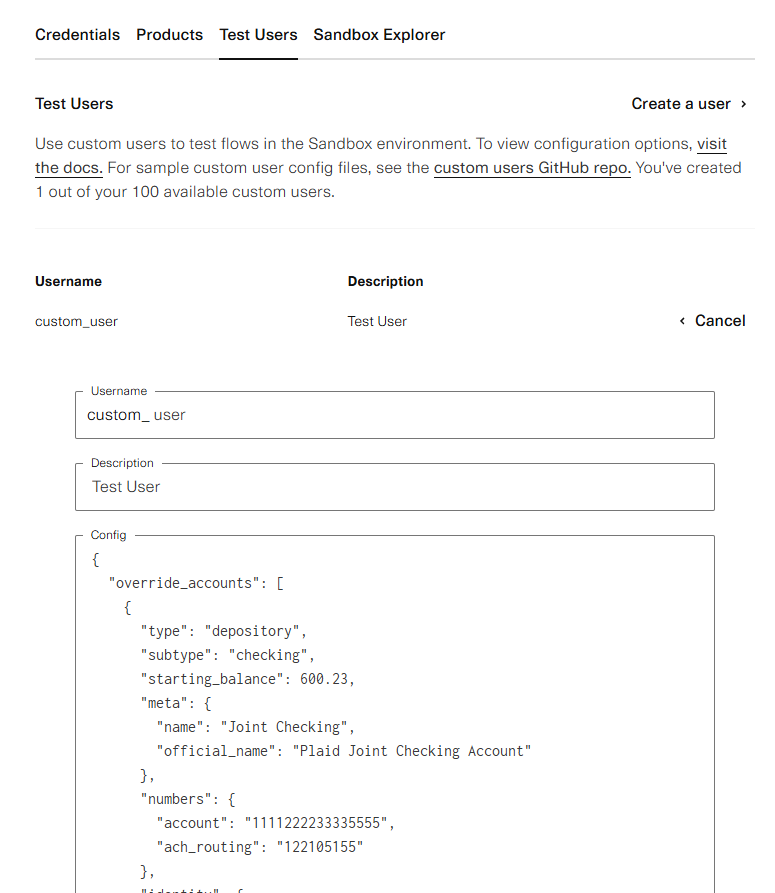 Credentials Products Test Users Sandbox Explorer
Test Users Create a user ›
Use custom users to test flows in the Sandbox environment. To view configuration options, visit
the docs. For sample custom user config files, see the custom users GitHub repo. You've created
1 out of your 100 available custom users.
Username Description
custom_user Test User ‹ Cancel
Username
custom_ user
Description
Test User
Config
{
  "override_accounts": [
    {
      "type": "depository",
      "subtype": "checking",
      "starting_balance": 600.23,
      "meta": {
        "name": "Joint Checking",
        "official_name": "Plaid Joint Checking Account"
      },
      "numbers": {
        "account": "1111222233335555",
        "ach_routing": "122105155"
      },
      "identity": {